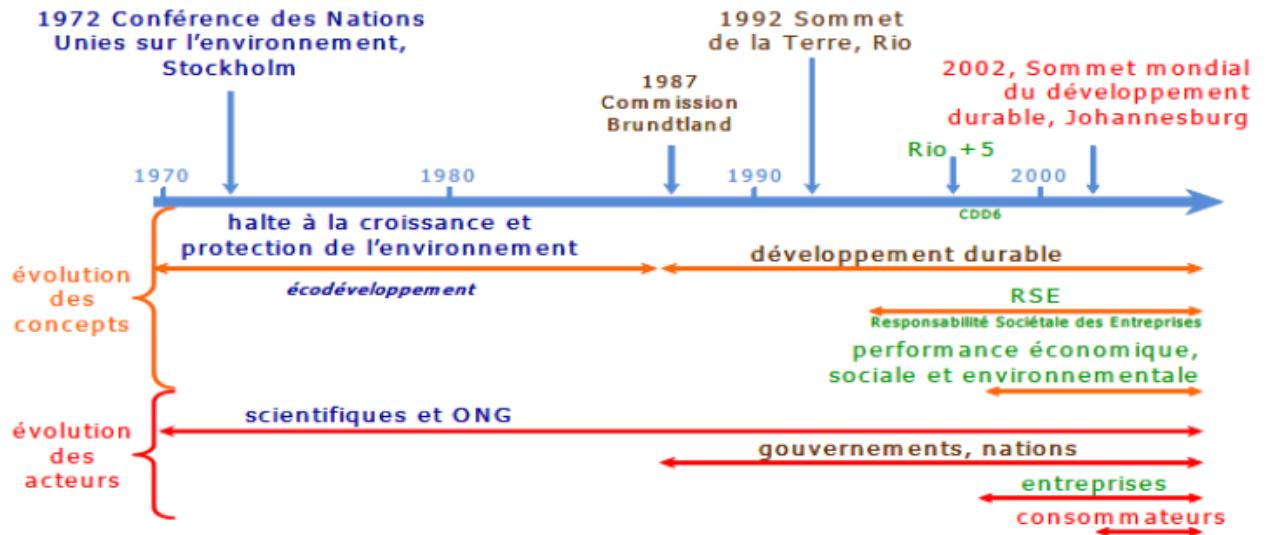 1972 Conférence des Nations
Unies sur l'environnement,
Stockholm
1987
Commission
Brundtland
1992 Sommet
de la Terre, Rio
2002, Sommet mondial
du développement
durable, Johannesburg
Rio +5
1970
1980
1990
2000
CDD6
évolution
des
concepts
halte à la croissance et
protection de l'environnement
écodéveloppement
développement durable
RSE
Responsabilité Sociétale des Entreprises
performance économique,
sociale et environnementale
évolution
des
acteurs
scientifiques et ONG
gouvernements, nations
entreprises
consommateurs